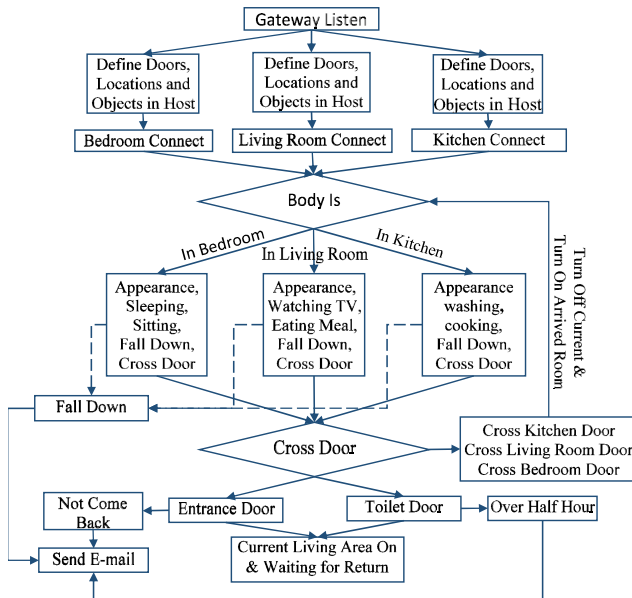 Gateway Listen
Define Doors,
Locations and
Objects in Host
Define Doors,
Locations and
Objects in Host
Define Doors,
Locations and
Objects in Host
Bedroom Connect
Living Room Connect
Kitchen Connect
Body Is
In Bedroom
In Living Room
In Kitchen
Turn Off Current &
Turn On Arrived Room
Appearance,
Sleeping,
Sitting,
Fall Down,
Cross Door
Appearance,
Watching TV,
Eating Meal,
Fall Down,
Cross Door
Appearance
washing,
cooking,
Fall Down,
Cross Door
Fall Down
Cross Door
Cross Kitchen Door
Cross Living Room Door
Cross Bedroom Door
Not Come
Back
Entrance Door
Toilet Door
Over Half Hour
Send E-mail
Current Living Area On
& Waiting for Return